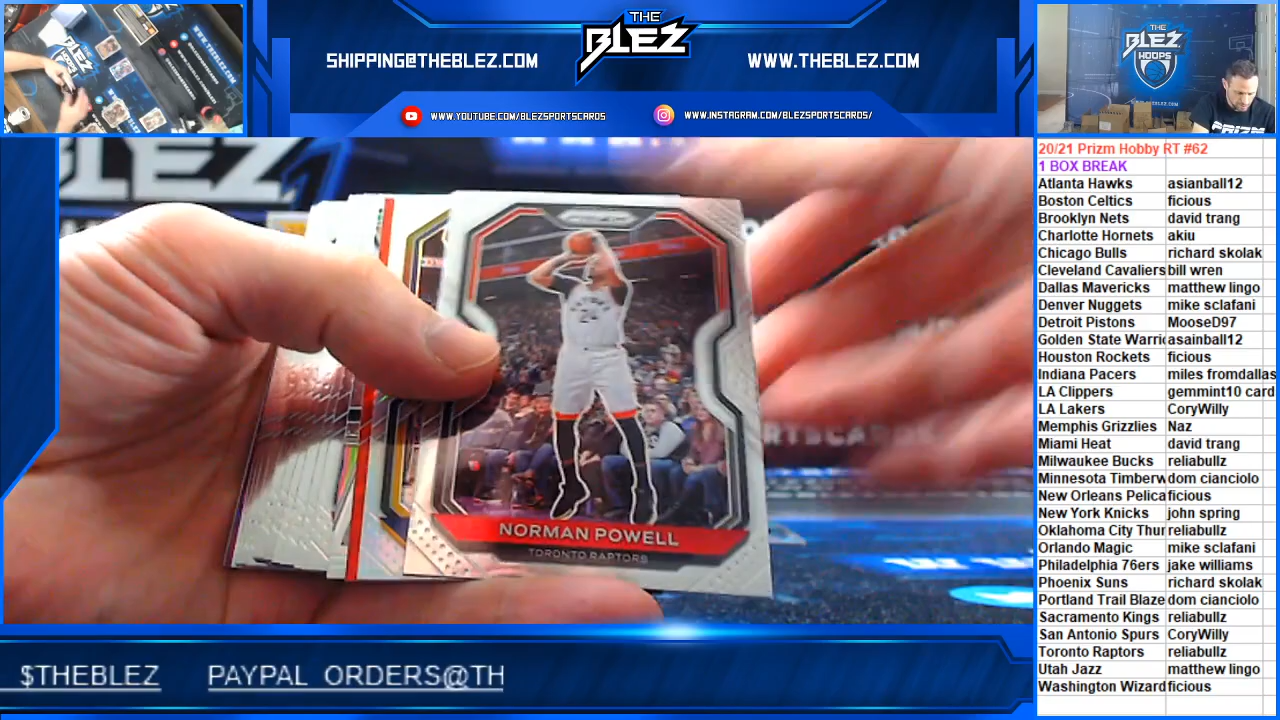 SHIPPING@THEBLEZ.COM
THE
BLEZ
WWW.THEBLEZ.COM
WWW.YOUTUBE.COM/BLEZSPORTSCARDS
WWW.INSTAGRAM.COM/BLEZSPORTSCARDS/
THE
BLEZ
HOOPS
PRIZM
20/21 Prizm Hobby RT #62
1 BOX BREAK
Atlanta Hawks asianball12
Boston Celtics ficious
Brooklyn Nets david trang
Charlotte Hornets akiu
Chicago Bulls richard skolak
Cleveland Cavaliers bill wren
Dallas Mavericks matthew lingo
Denver Nuggets mike sclafani
Detroit Pistons MooseD97
Golden State Warri asainball12
Houston Rockets ficious
Indiana Pacers miles fromdallas
LA Clippers gemmint10 card
LA Lakers CoryWilly
Memphis Grizzlies Naz
Miami Heat david trang
Milwaukee Bucks reliabullz
Minnesota Timberw dom cianciolo
New Orleans Pelica ficious
New York Knicks john spring
Oklahoma City Thur reliabullz
Orlando Magic mike sclafani
Philadelphia 76ers jake williams
Phoenix Suns richard skolak
Portland Trail Blaze dom cianciolo
Sacramento Kings reliabullz
San Antonio Spurs CoryWilly
Toronto Raptors reliabullz
Utah Jazz matthew lingo
Washington Wizard ficious
PRIZM
24
NORMAN POWELL
TORONTO RAPTORS
$THEBLEZ PAYPAL ORDERS@TH